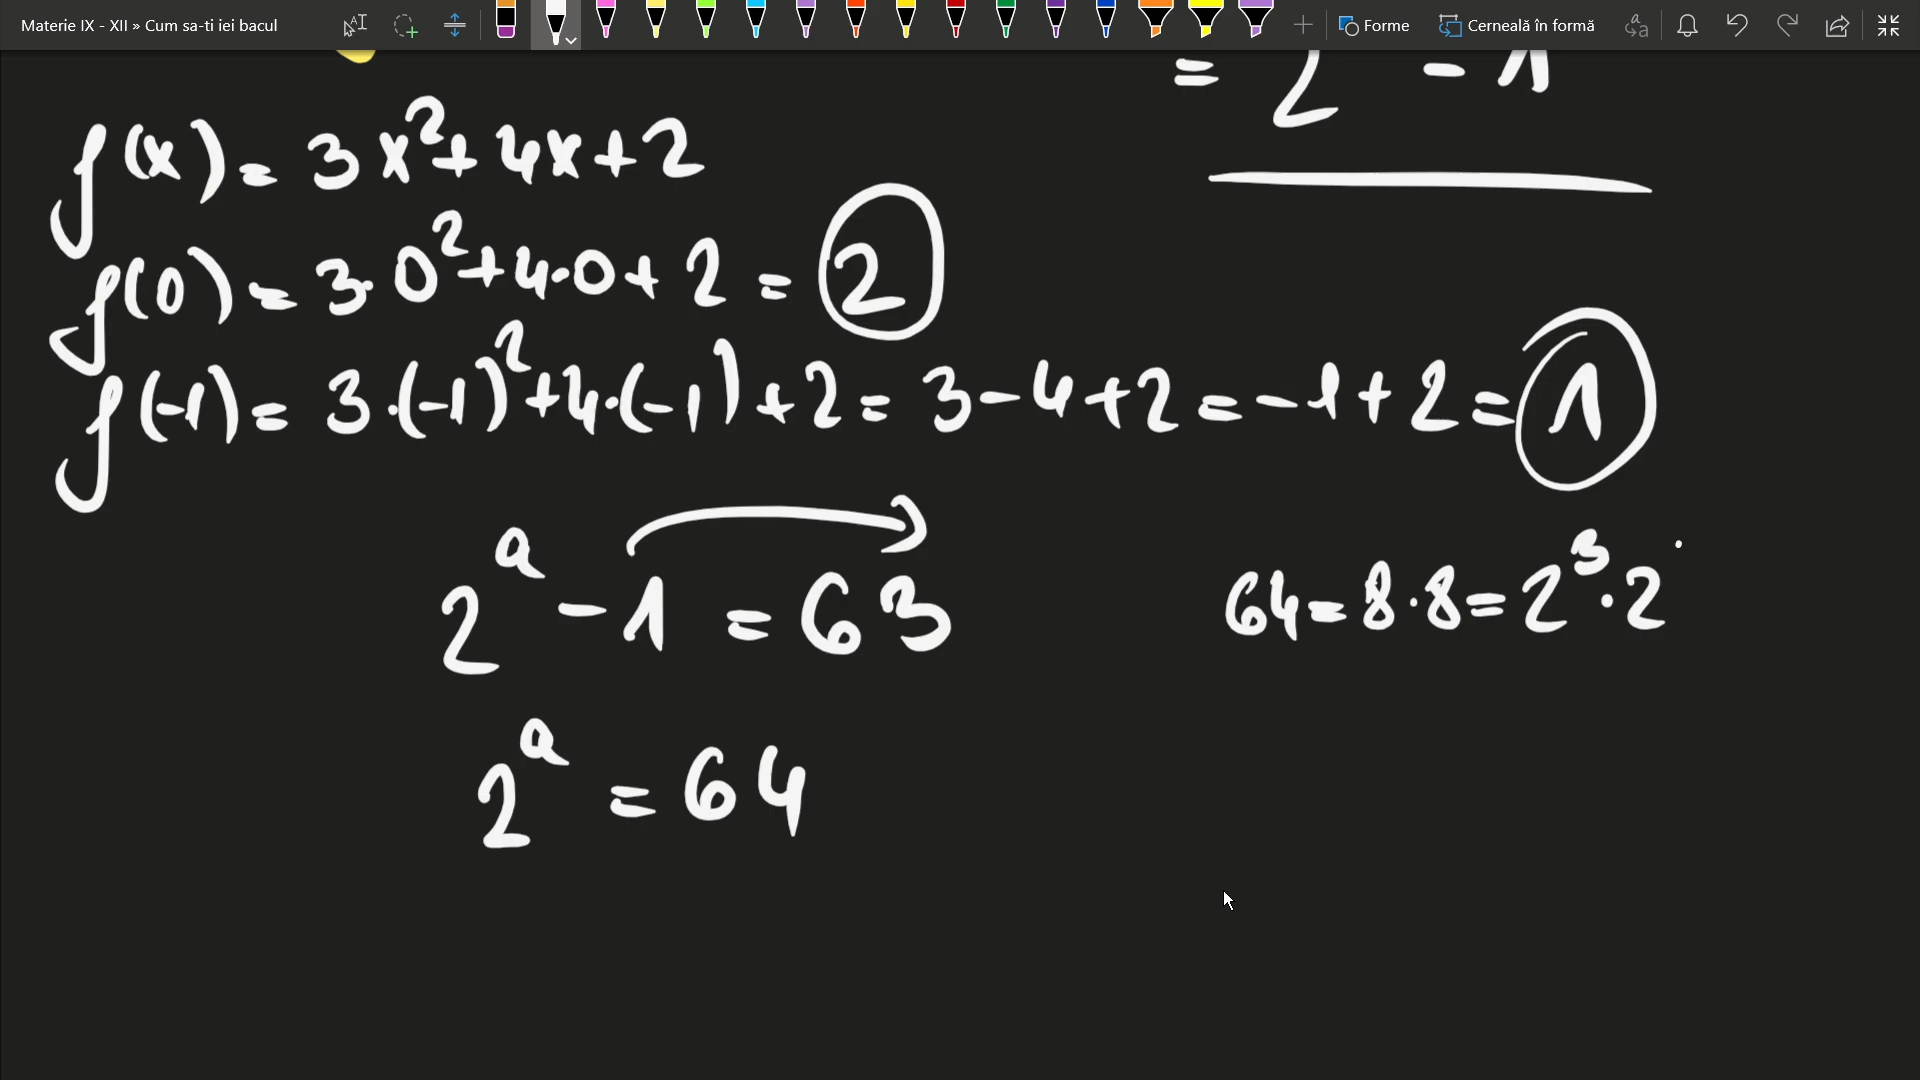 Materie IX - XII » Cum sa-ti iei bacul
Forme
Cerneală în formă
= 2 - 1
f(x) = 3x²+4x+2
f(0) = 3·0²+4·0+2 = 2
f(-1) = 3·(-1)²+4·(-1)+2 = 3-4+2 = -1+2 = 1
2ᵃ - 1 = 63
64=8·8=2³·2
2ᵃ = 64